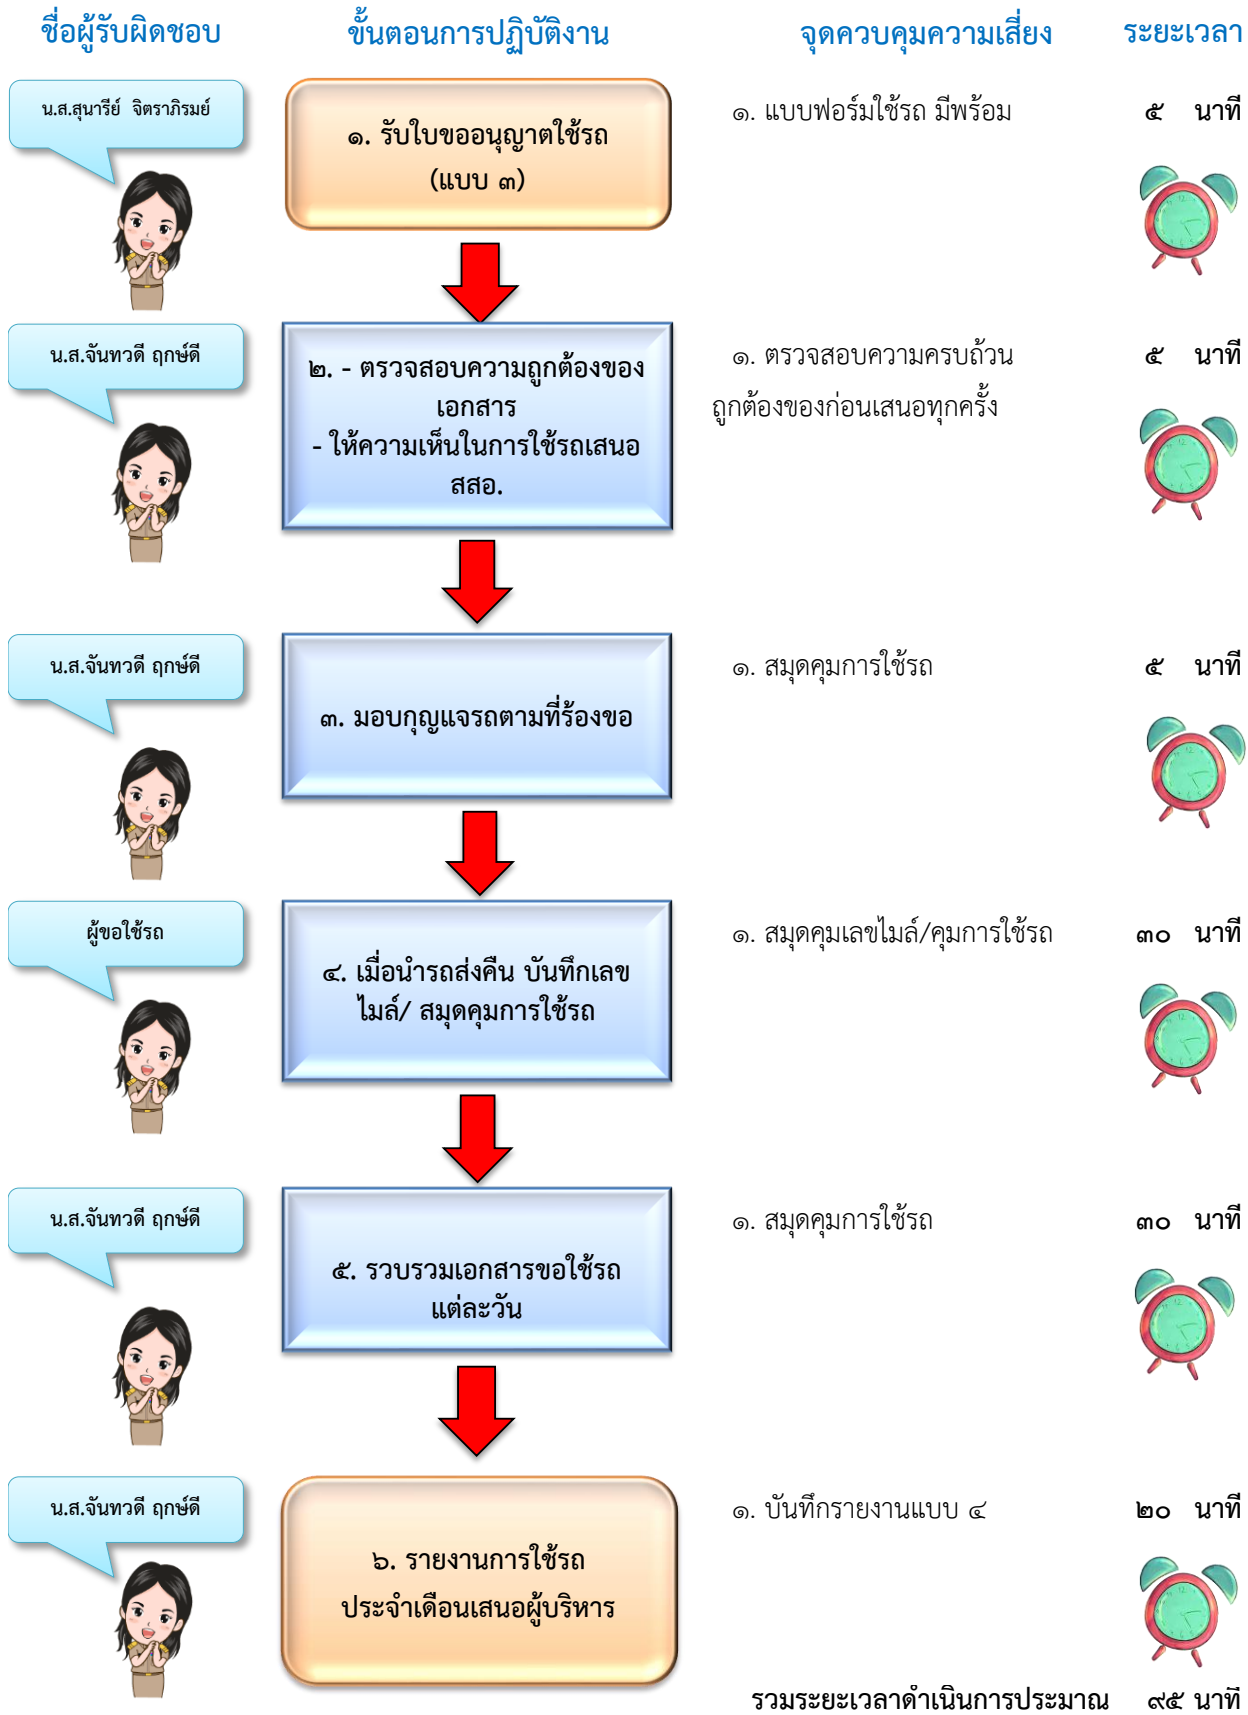 ชื่อผู้รับผิดชอบ ขั้นตอนการปฏิบัติงาน จุดควบคุมความเสี่ยง ระยะเวลา
น.ส.สุนารีย์ จิตราภิรมย์
๑. รับใบขออนุญาตใช้รถ
(แบบ ๓)
๑. แบบฟอร์มใช้รถ มีพร้อม
๕ นาที
น.ส.จันทวดี ฤกษ์ดี
๒. - ตรวจสอบความถูกต้องของ
เอกสาร
- ให้ความเห็นในการใช้รถเสนอ
สสอ.
๑. ตรวจสอบความครบถ้วน
ถูกต้องของก่อนเสนอทุกครั้ง
๕ นาที
น.ส.จันทวดี ฤกษ์ดี
๓. มอบกุญแจรถตามที่ร้องขอ
๑. สมุดคุมการใช้รถ
๕ นาที
ผู้ขอใช้รถ
๔. เมื่อนำรถส่งคืน บันทึกเลข
ไมล์/ สมุดคุมการใช้รถ
๑. สมุดคุมเลขไมล์/คุมการใช้รถ
๓๐ นาที
น.ส.จันทวดี ฤกษ์ดี
๕. รวบรวมเอกสารขอใช้รถ
แต่ละวัน
๑. สมุดคุมการใช้รถ
๓๐ นาที
น.ส.จันทวดี ฤกษ์ดี
๖. รายงานการใช้รถ
ประจำเดือนเสนอผู้บริหาร
๑. บันทึกรายงานแบบ ๔
๒๐ นาที
รวมระยะเวลาดำเนินการประมาณ ๙๕ นาที